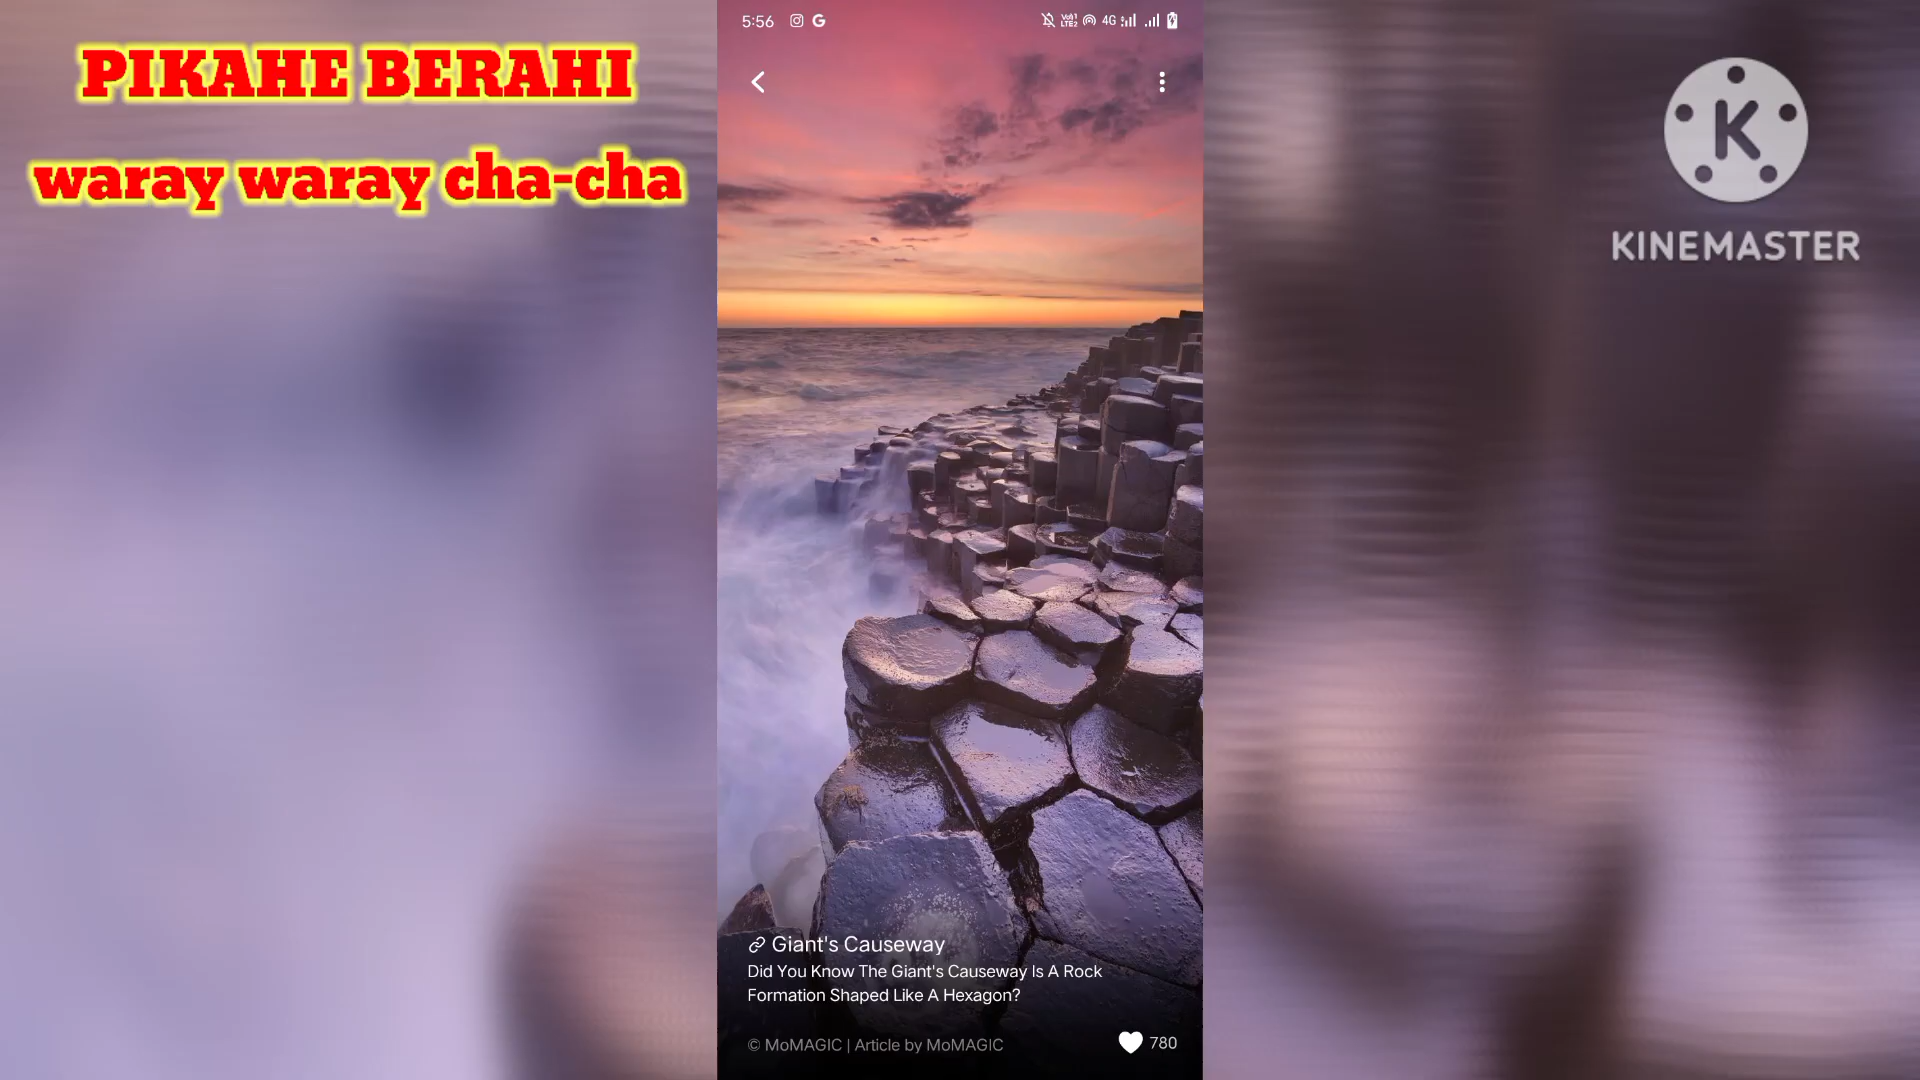 PIKAHE BERAHI
waray waray cha-cha
5:56
4G
K
KINEMASTER
Giant's Causeway
Did You Know The Giant's Causeway Is A Rock
Formation Shaped Like A Hexagon?
© MoMAGIC | Article by MoMAGIC
780